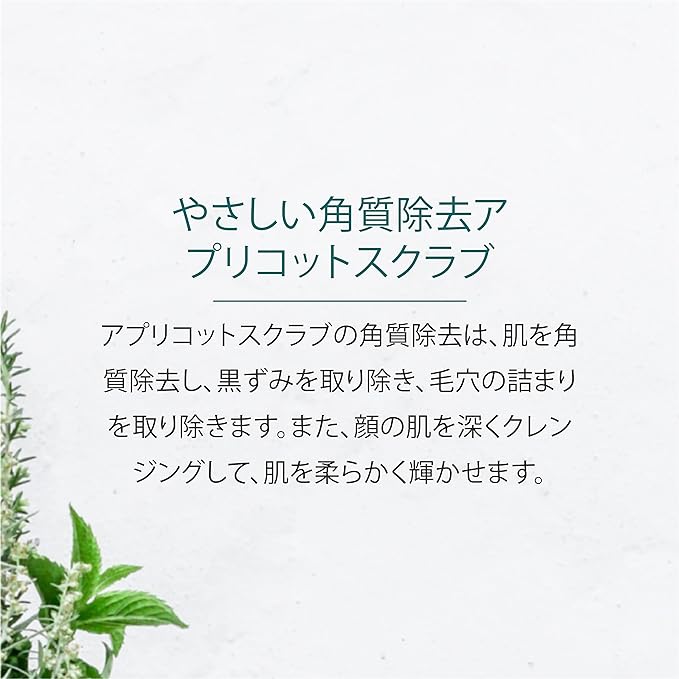 やさしい角質除去ア
プリコットスクラブ
アプリコットスクラブの角質除去は、肌を角
質除去し、黒ずみを取り除き、毛穴の詰まり
を取り除きます。また、顔の肌を深くクレン
ジングして、肌を柔らかく輝かせます。